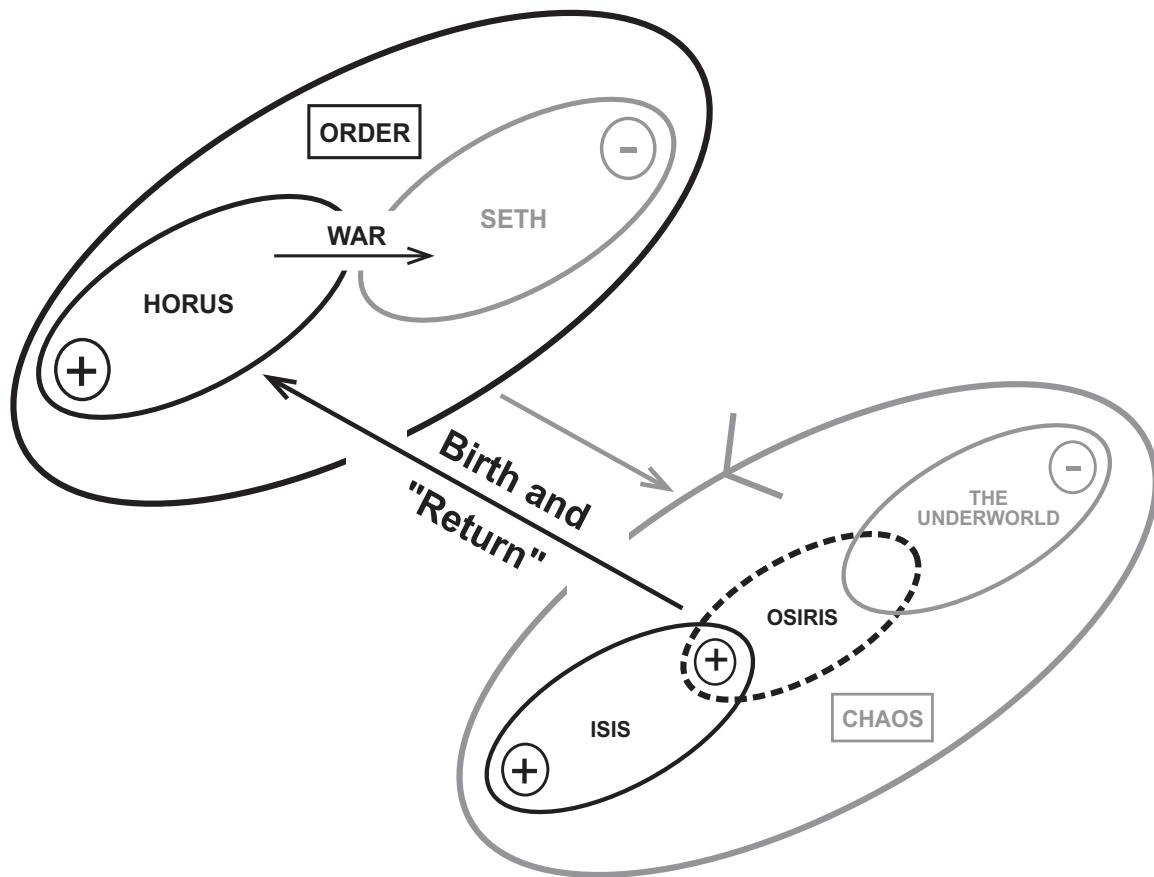 ORDER
-
SETH
WAR
HORUS
+
Birth and
"Return"
-
THE
UNDERWORLD
OSIRIS
+
CHAOS
ISIS
+